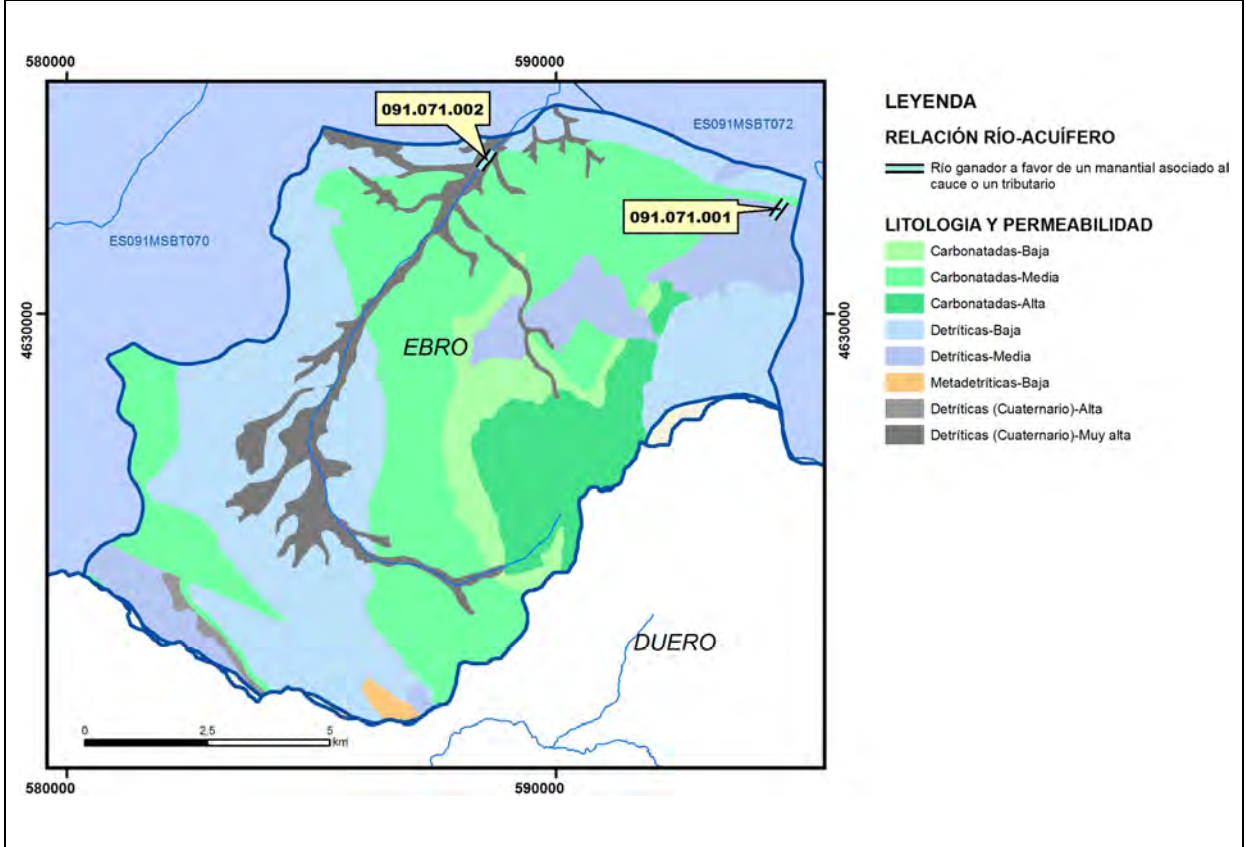 580000
590000
091.071.002
ES091MSBT072
091.071.001
ES091MSBT070
4630000
4630000
EBRO
DUERO
0
2,5
5
km
580000
590000
LEYENDA
RELACIÓN RÍO-ACUÍFERO
Río ganador a favor de un manantial asociado al
cauce o un tributario
LITOLOGIA Y PERMEABILIDAD
Carbonatadas-Baja
Carbonatadas-Media
Carbonatadas-Alta
Detríticas-Baja
Detríticas-Media
Metadetríticas-Baja
Detríticas (Cuaternario)-Alta
Detríticas (Cuaternario)-Muy alta